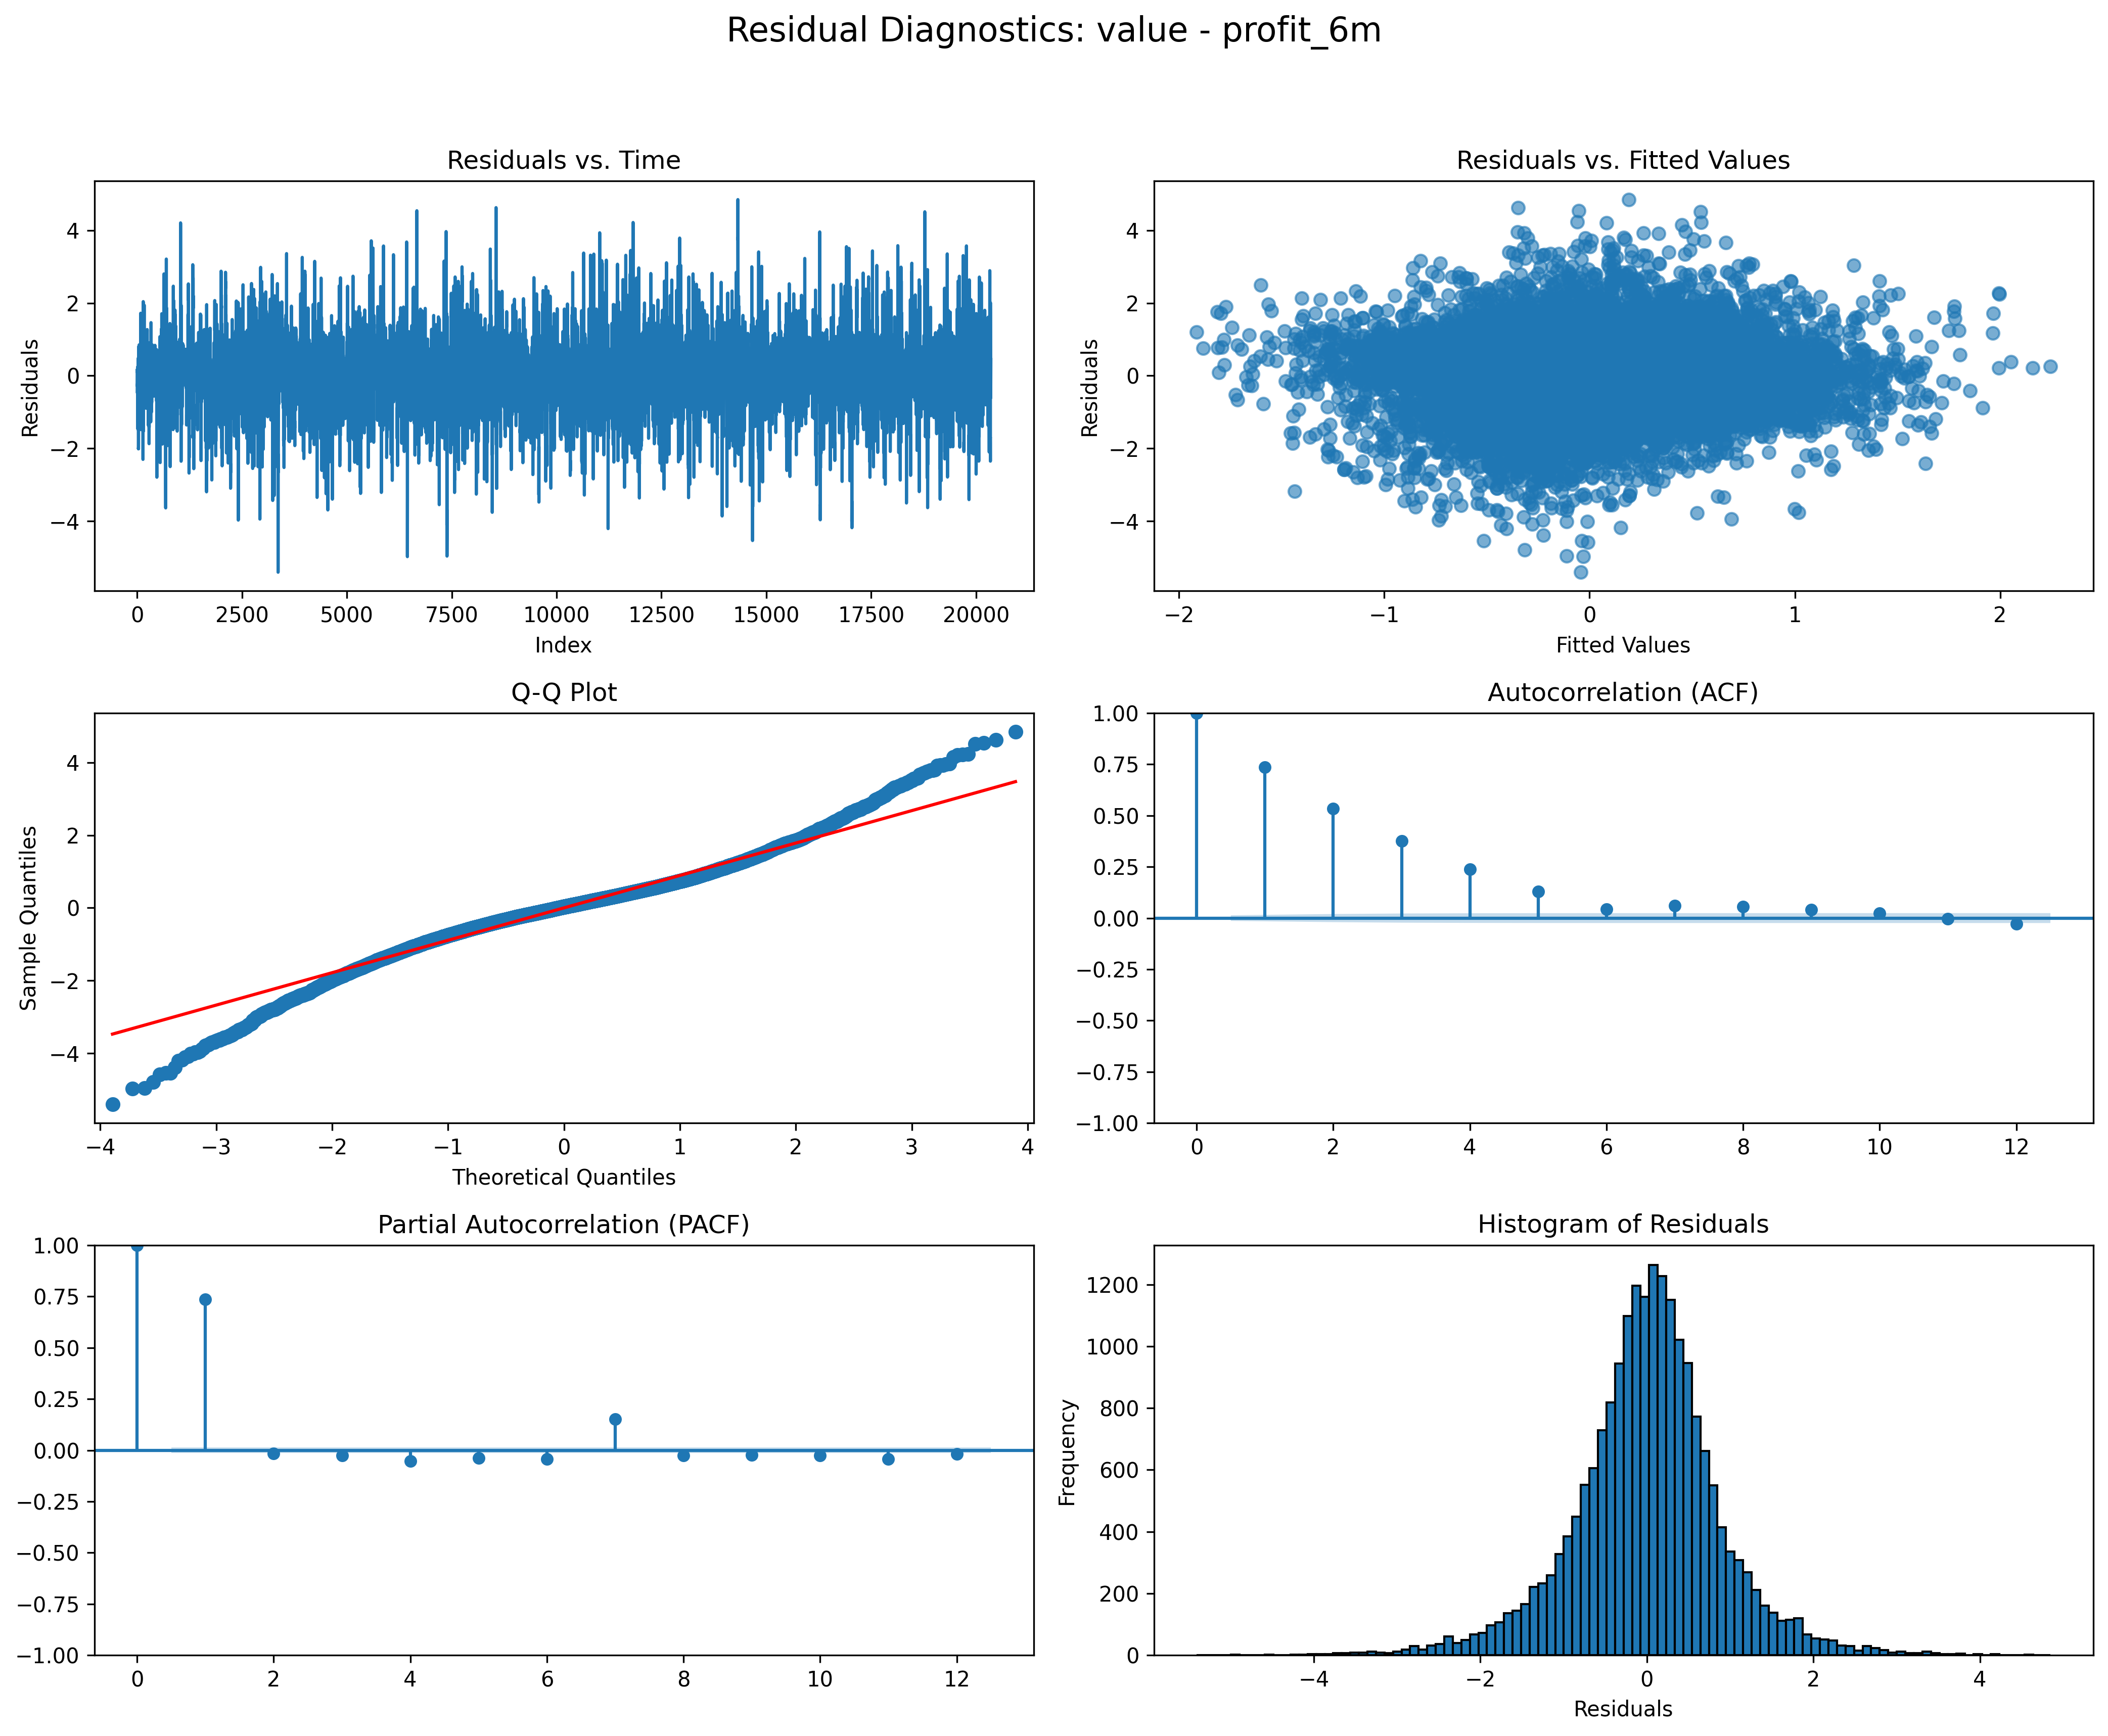 Residual Diagnostics: value - profit_6m
Residuals vs. Time
Residuals
4
2
0
−2
−4
0 2500 5000 7500 10000 12500 15000 17500 20000
Index
Residuals vs. Fitted Values
Residuals
4
2
0
−2
−4
−2 −1 0 1 2
Fitted Values
Q-Q Plot
Sample Quantiles
4
2
0
−2
−4
−4 −3 −2 −1 0 1 2 3 4
Theoretical Quantiles
Autocorrelation (ACF)
1.00
0.75
0.50
0.25
0.00
−0.25
−0.50
−0.75
−1.00
0 2 4 6 8 10 12
Partial Autocorrelation (PACF)
1.00
0.75
0.50
0.25
0.00
−0.25
−0.50
−0.75
−1.00
0 2 4 6 8 10 12
Histogram of Residuals
Frequency
1200
1000
800
600
400
200
0
−4 −2 0 2 4
Residuals